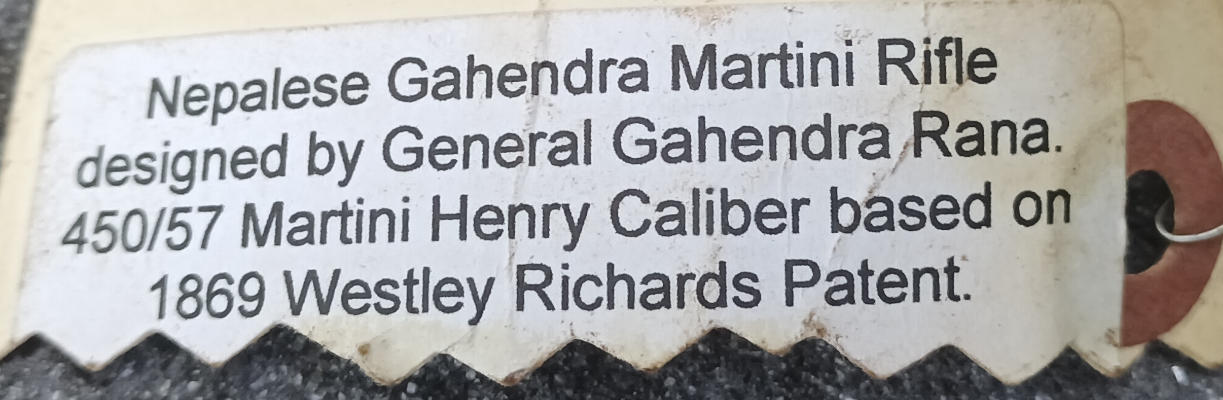 Nepalese Gahendra Martini Rifle
designed by General Gahendra Rana.
450/57 Martini Henry Caliber based on
1869 Westley Richards Patent.